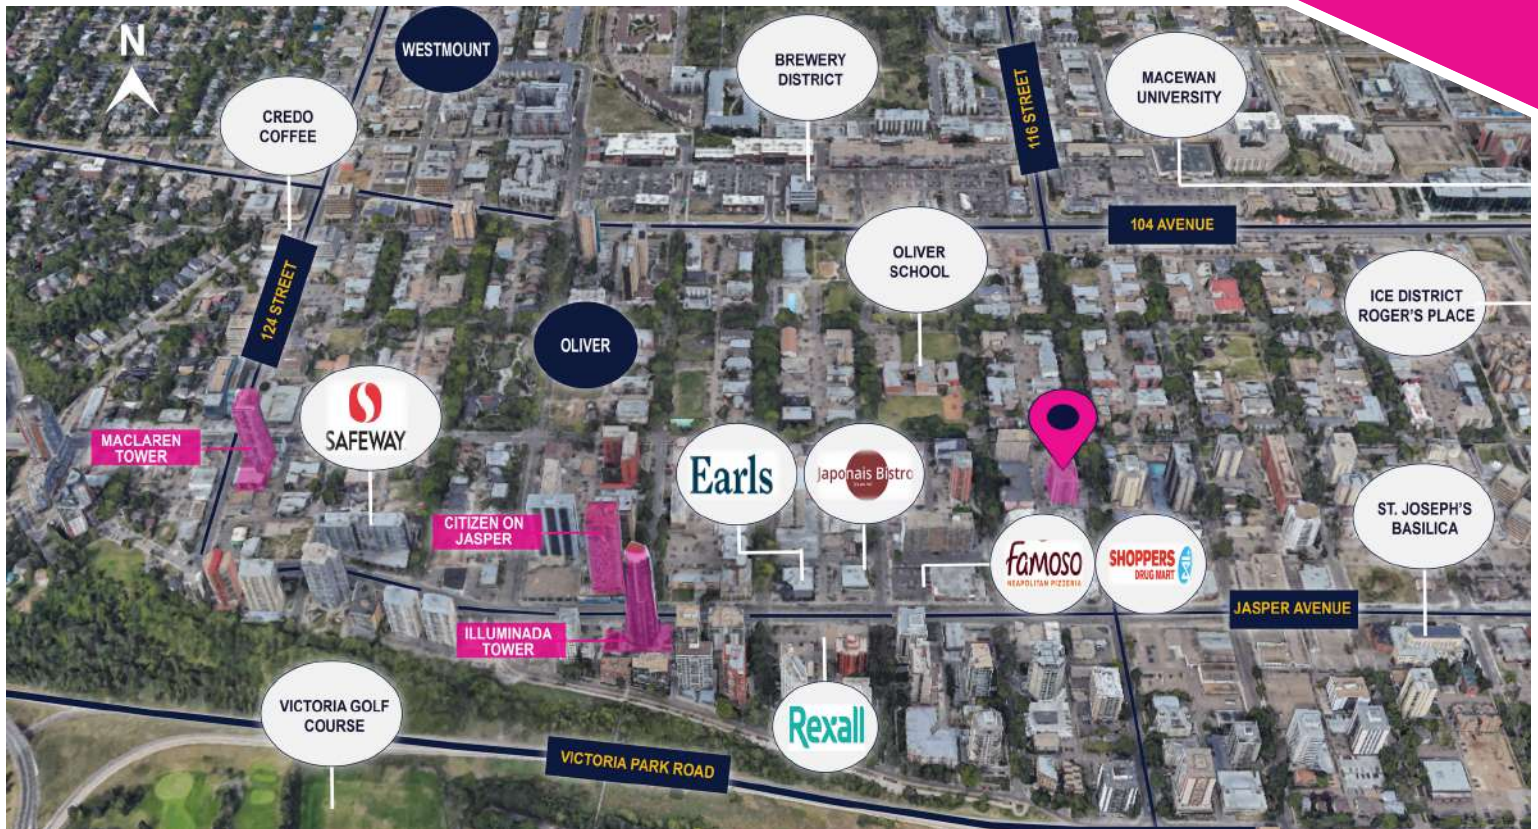 N
WESTMOUNT
BREWERY
DISTRICT
MACEWAN
UNIVERSITY
CREDO
COFFEE
116 STREET
104 AVENUE
OLIVER
SCHOOL
124 STREET
ICE DISTRICT
ROGER'S PLACE
OLIVER
SAFEWAY
MACLAREN
TOWER
Earls
Japonais Bistro
CITIZEN ON
JASPER
ST. JOSEPH'S
BASILICA
famoso
NEAPOLITAN PIZZERIA
SHOPPERS
DRUG MART
JASPER AVENUE
ILLUMINADA
TOWER
VICTORIA GOLF
COURSE
Rexall
VICTORIA PARK ROAD